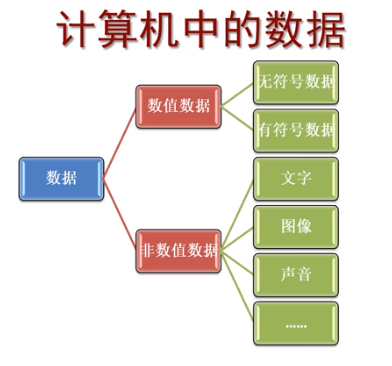 计算机中的数据
数据
数值数据
无符号数据
有符号数据
非数值数据
文字
图像
声音
……